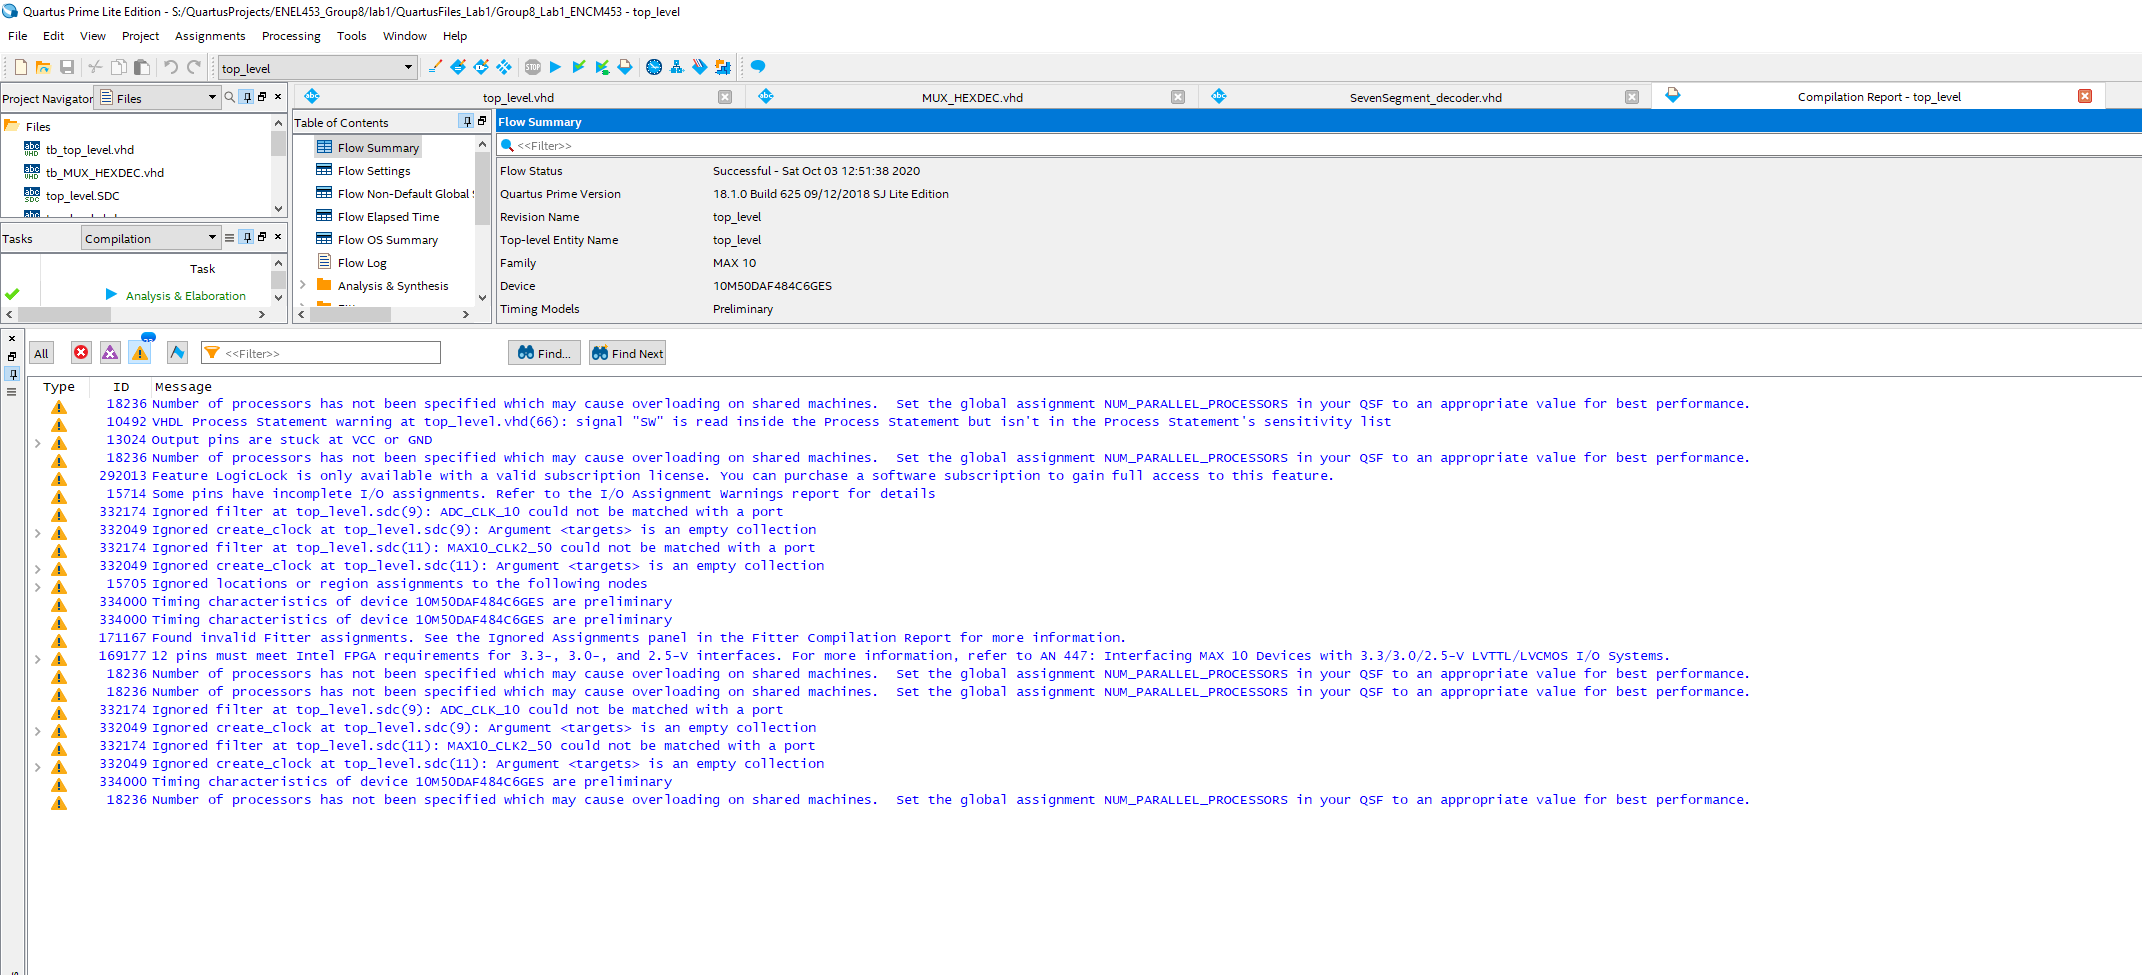 Quartus Prime Lite Edition - S:/QuartusProjects/ENEL453_Group8/lab1/QuartusFiles_Lab1/Group8_Lab1_ENCM453 - top_level
File Edit View Project Assignments Processing Tools Window Help
top_level
STOP
Project Navigator Files
Files
tb_top_level.vhd
tb_MUX_HEXDEC.vhd
top_level.SDC
Tasks Compilation
Task
Analysis & Elaboration
top_level.vhd MUX_HEXDEC.vhd SevenSegment_decoder.vhd Compilation Report - top_level
Table of Contents
Flow Summary
Flow Settings
Flow Non-Default Global
Flow Elapsed Time
Flow OS Summary
Flow Log
Analysis & Synthesis
Flow Summary
<<Filter>>
Flow Status Successful - Sat Oct 03 12:51:38 2020
Quartus Prime Version 18.1.0 Build 625 09/12/2018 SJ Lite Edition
Revision Name top_level
Top-level Entity Name top_level
Family MAX 10
Device 10M50DAF484C6GES
Timing Models Preliminary
All <<Filter>> Find... Find Next
Type ID Message
18236 Number of processors has not been specified which may cause overloading on shared machines.  Set the global assignment NUM_PARALLEL_PROCESSORS in your QSF to an appropriate value for best performance.
10492 VHDL Process Statement warning at top_level.vhd(66): signal "SW" is read inside the Process Statement but isn't in the Process Statement's sensitivity list
13024 Output pins are stuck at VCC or GND
18236 Number of processors has not been specified which may cause overloading on shared machines.  Set the global assignment NUM_PARALLEL_PROCESSORS in your QSF to an appropriate value for best performance.
292013 Feature LogicLock is only available with a valid subscription license. You can purchase a software subscription to gain full access to this feature.
15714 Some pins have incomplete I/O assignments. Refer to the I/O Assignment Warnings report for details
332174 Ignored filter at top_level.sdc(9): ADC_CLK_10 could not be matched with a port
332049 Ignored create_clock at top_level.sdc(9): Argument <targets> is an empty collection
332174 Ignored filter at top_level.sdc(11): MAX10_CLK2_50 could not be matched with a port
332049 Ignored create_clock at top_level.sdc(11): Argument <targets> is an empty collection
15705 Ignored locations or region assignments to the following nodes
334000 Timing characteristics of device 10M50DAF484C6GES are preliminary
334000 Timing characteristics of device 10M50DAF484C6GES are preliminary
171167 Found invalid Fitter assignments. See the Ignored Assignments panel in the Fitter Compilation Report for more information.
169177 12 pins must meet Intel FPGA requirements for 3.3-, 3.0-, and 2.5-V interfaces. For more information, refer to AN 447: Interfacing MAX 10 Devices with 3.3/3.0/2.5-V LVTTL/LVCMOS I/O Systems.
18236 Number of processors has not been specified which may cause overloading on shared machines.  Set the global assignment NUM_PARALLEL_PROCESSORS in your QSF to an appropriate value for best performance.
18236 Number of processors has not been specified which may cause overloading on shared machines.  Set the global assignment NUM_PARALLEL_PROCESSORS in your QSF to an appropriate value for best performance.
332174 Ignored filter at top_level.sdc(9): ADC_CLK_10 could not be matched with a port
332049 Ignored create_clock at top_level.sdc(9): Argument <targets> is an empty collection
332174 Ignored filter at top_level.sdc(11): MAX10_CLK2_50 could not be matched with a port
332049 Ignored create_clock at top_level.sdc(11): Argument <targets> is an empty collection
334000 Timing characteristics of device 10M50DAF484C6GES are preliminary
18236 Number of processors has not been specified which may cause overloading on shared machines.  Set the global assignment NUM_PARALLEL_PROCESSORS in your QSF to an appropriate value for best performance.